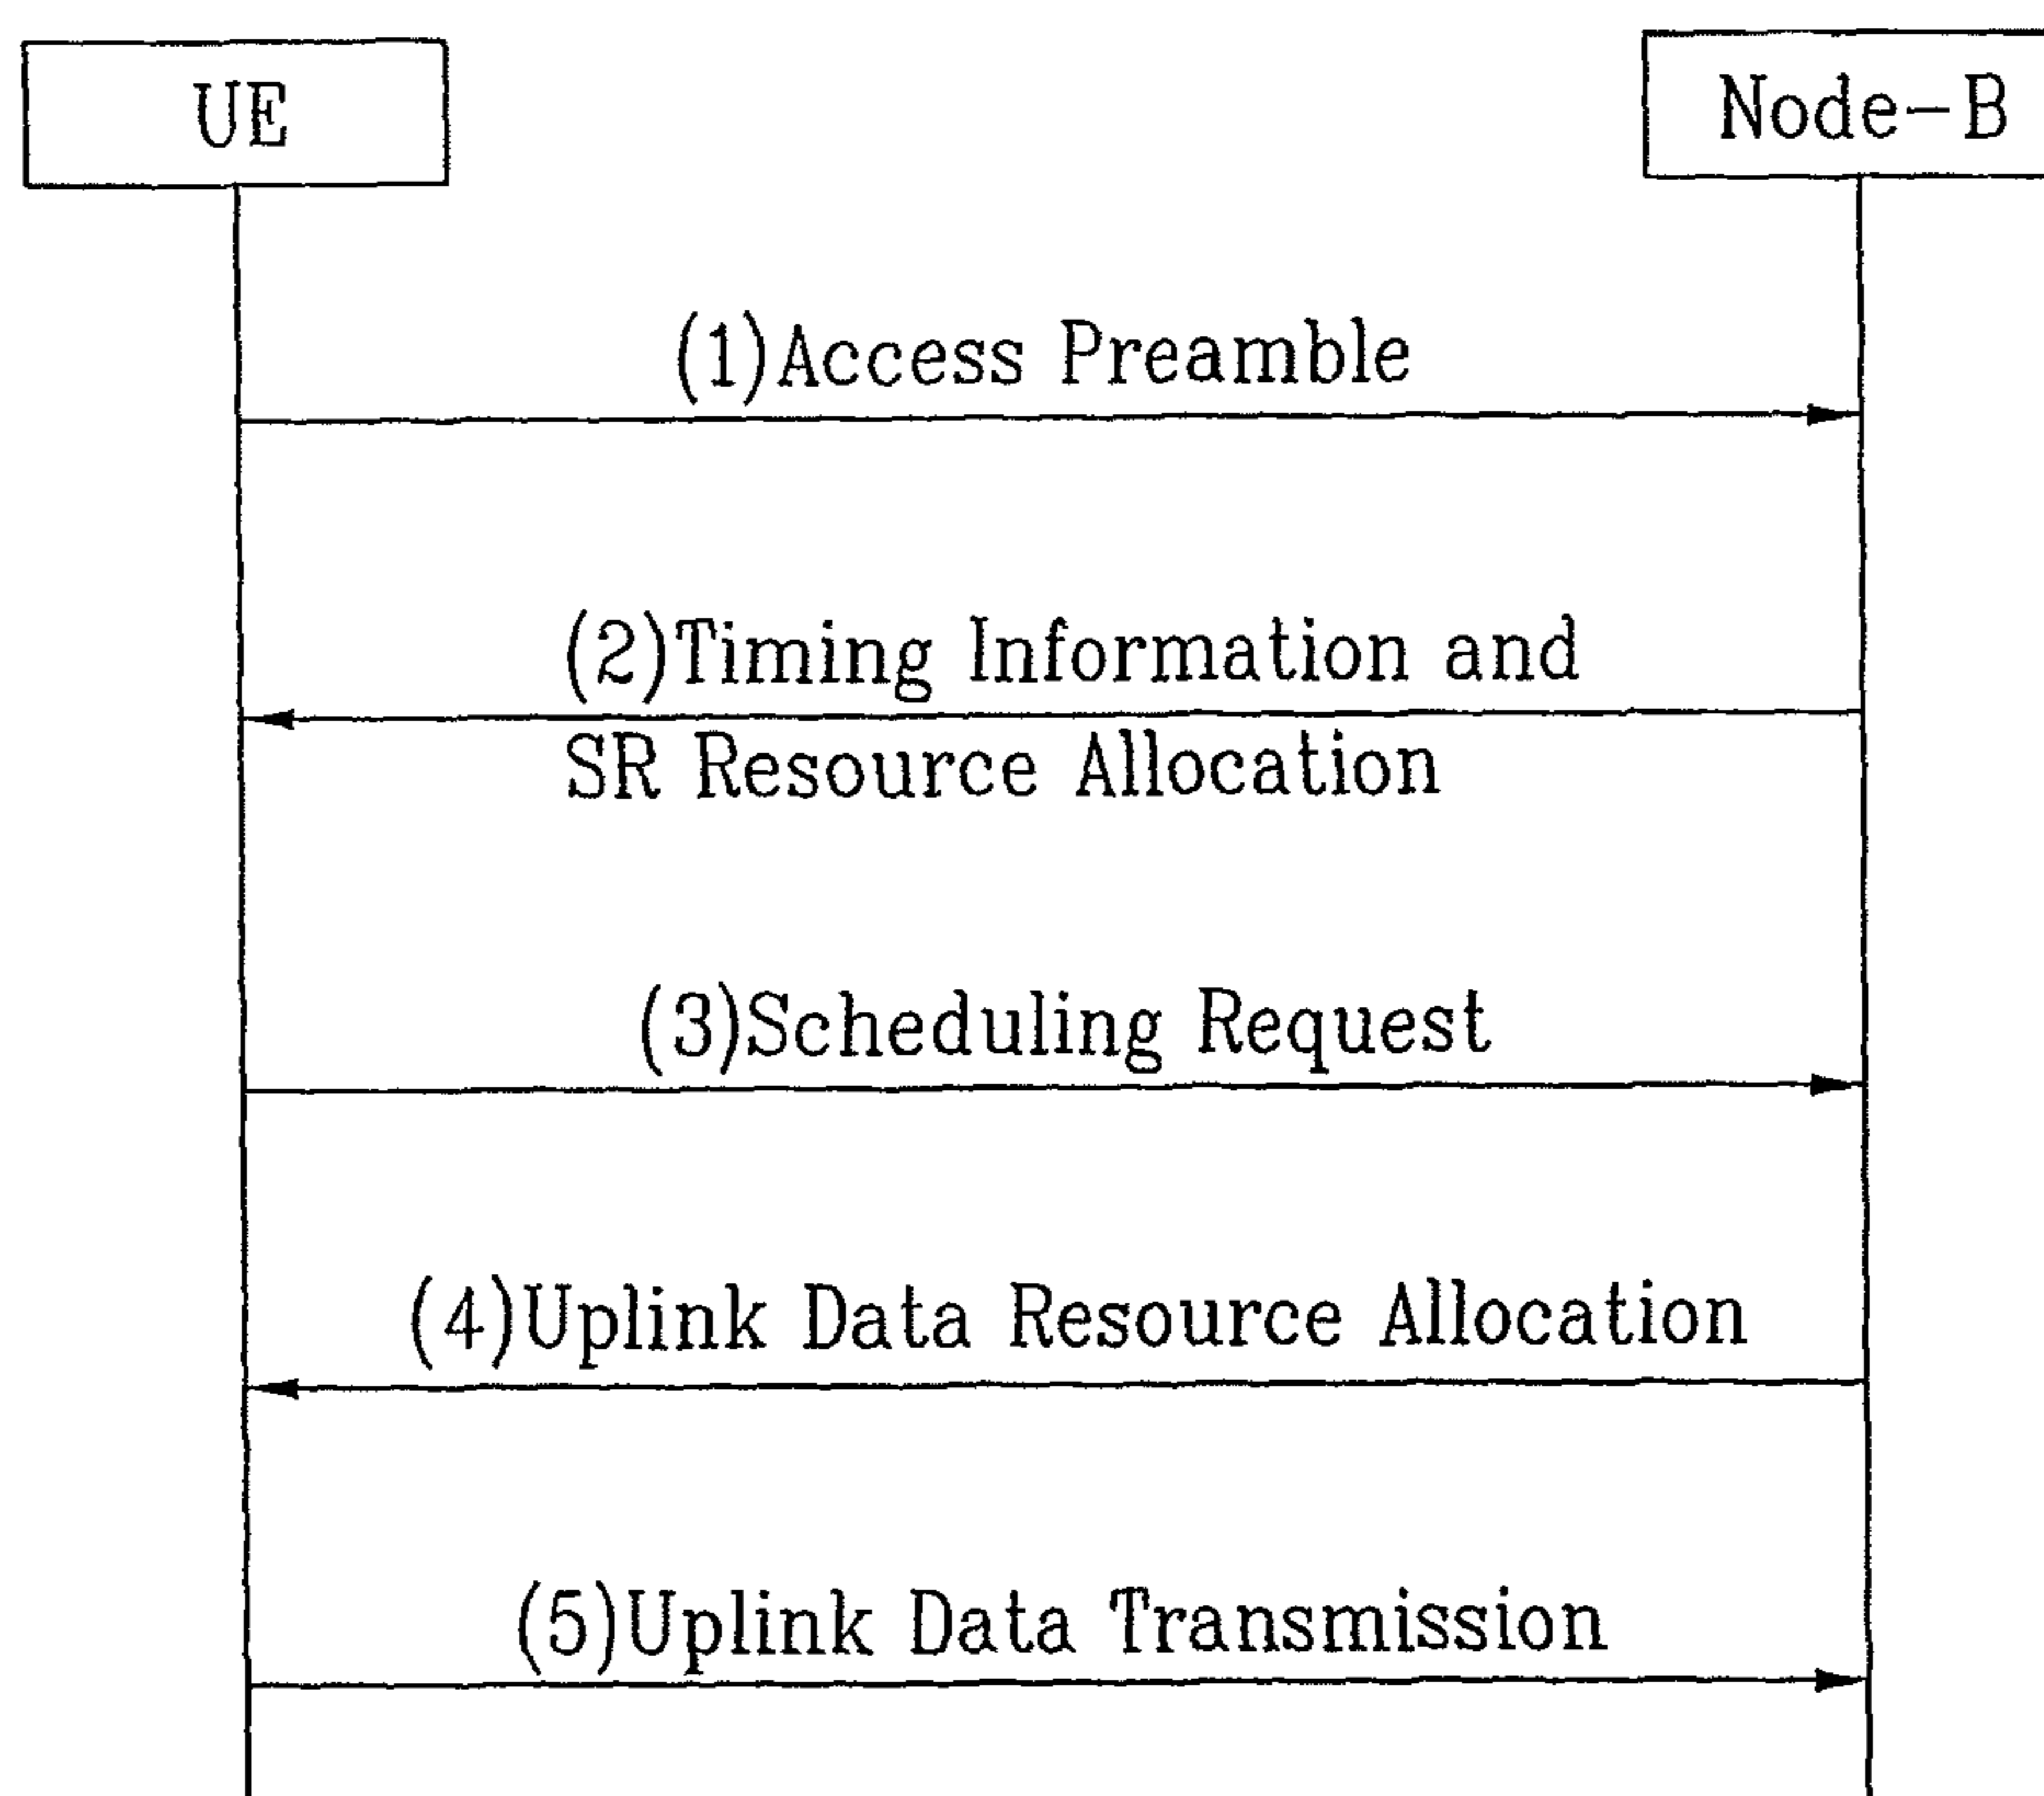 UE
Node-B
(1)Access Preamble
(2)Timing Information and
SR Resource Allocation
(3)Scheduling Request
(4)Uplink Data Resource Allocation
(5)Uplink Data Transmission